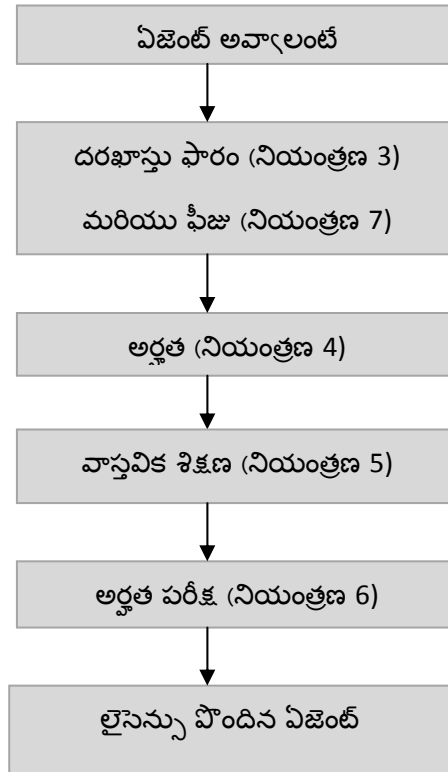 ఏజెంట్ అవ్వాలంటే
దరఖాస్తు ఫారం (నియంత్రణ 3)
మరియు ఫీజు (నియంత్రణ 7)
అర్హత (నియంత్రణ 4)
వాస్తవిక శిక్షణ (నియంత్రణ 5)
అర్హత పరీక్ష (నియంత్రణ 6)
లైసెన్సు పొందిన ఏజెంట్